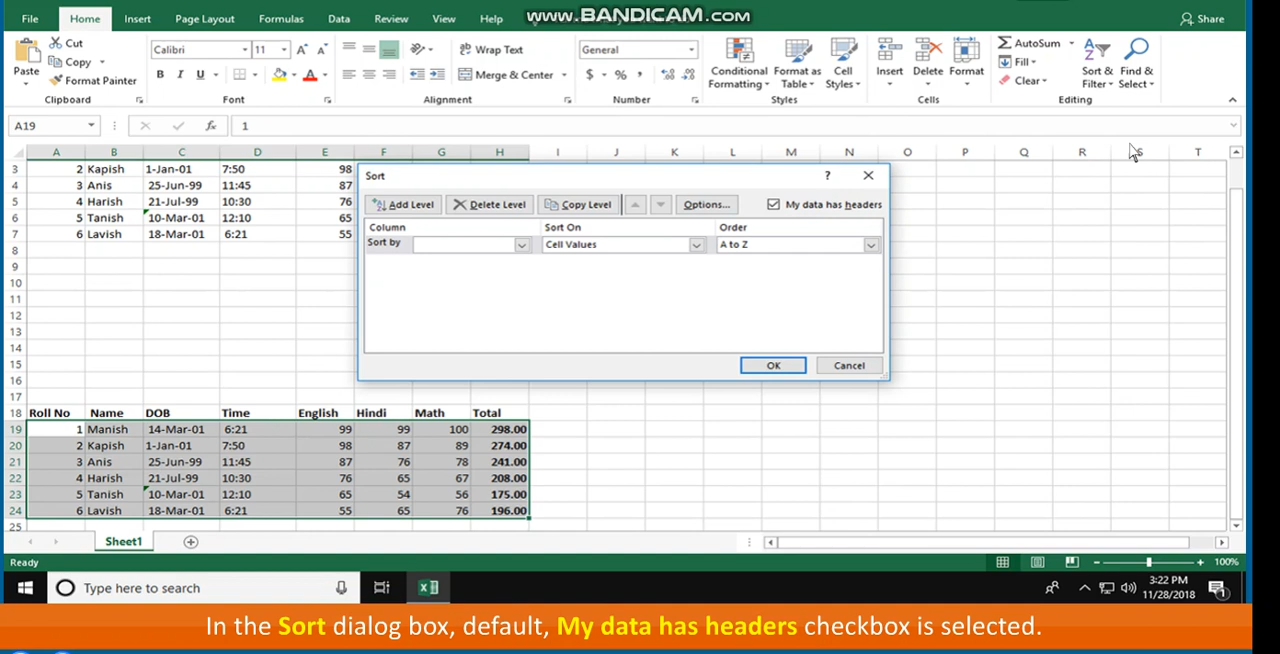 File Home Insert Page Layout Formulas Data Review View Help www.BANDICAM.com Share
Cut Calibri 11 Wrap Text General AutoSum
Copy Fill
Paste Format Painter B I U Merge & Center $ % , Conditional Formatting Format as Table Cell Styles Insert Delete Format Clear Sort & Filter Find & Select
Clipboard Font Alignment Number Styles Cells Editing
A19 fx 1
A B C D E F G H I J K L M N O P Q R S T
3 2 Kapish 1-Jan-01 7:50 98
4 3 Anis 25-Jun-99 11:45 87
5 4 Harish 21-Jul-99 10:30 76
6 5 Tanish 10-Mar-01 12:10 65
7 6 Lavish 18-Mar-01 6:21 55
8
9
10
11
12
13
14
15
16
17
Sort ?
Add Level Delete Level Copy Level Options... My data has headers
Column Sort On Order
Sort by Cell Values A to Z
OK Cancel
18 Roll No Name DOB Time English Hindi Math Total
19 1 Manish 14-Mar-01 6:21 99 99 100 298.00
20 2 Kapish 1-Jan-01 7:50 98 87 89 274.00
21 3 Anis 25-Jun-99 11:45 87 76 78 241.00
22 4 Harish 21-Jul-99 10:30 76 65 67 208.00
23 5 Tanish 10-Mar-01 12:10 65 54 56 175.00
24 6 Lavish 18-Mar-01 6:21 55 65 76 196.00
25
Sheet1
Ready 100%
Type here to search 3:22 PM
11/28/2018 1
In the Sort dialog box, default, My data has headers checkbox is selected.